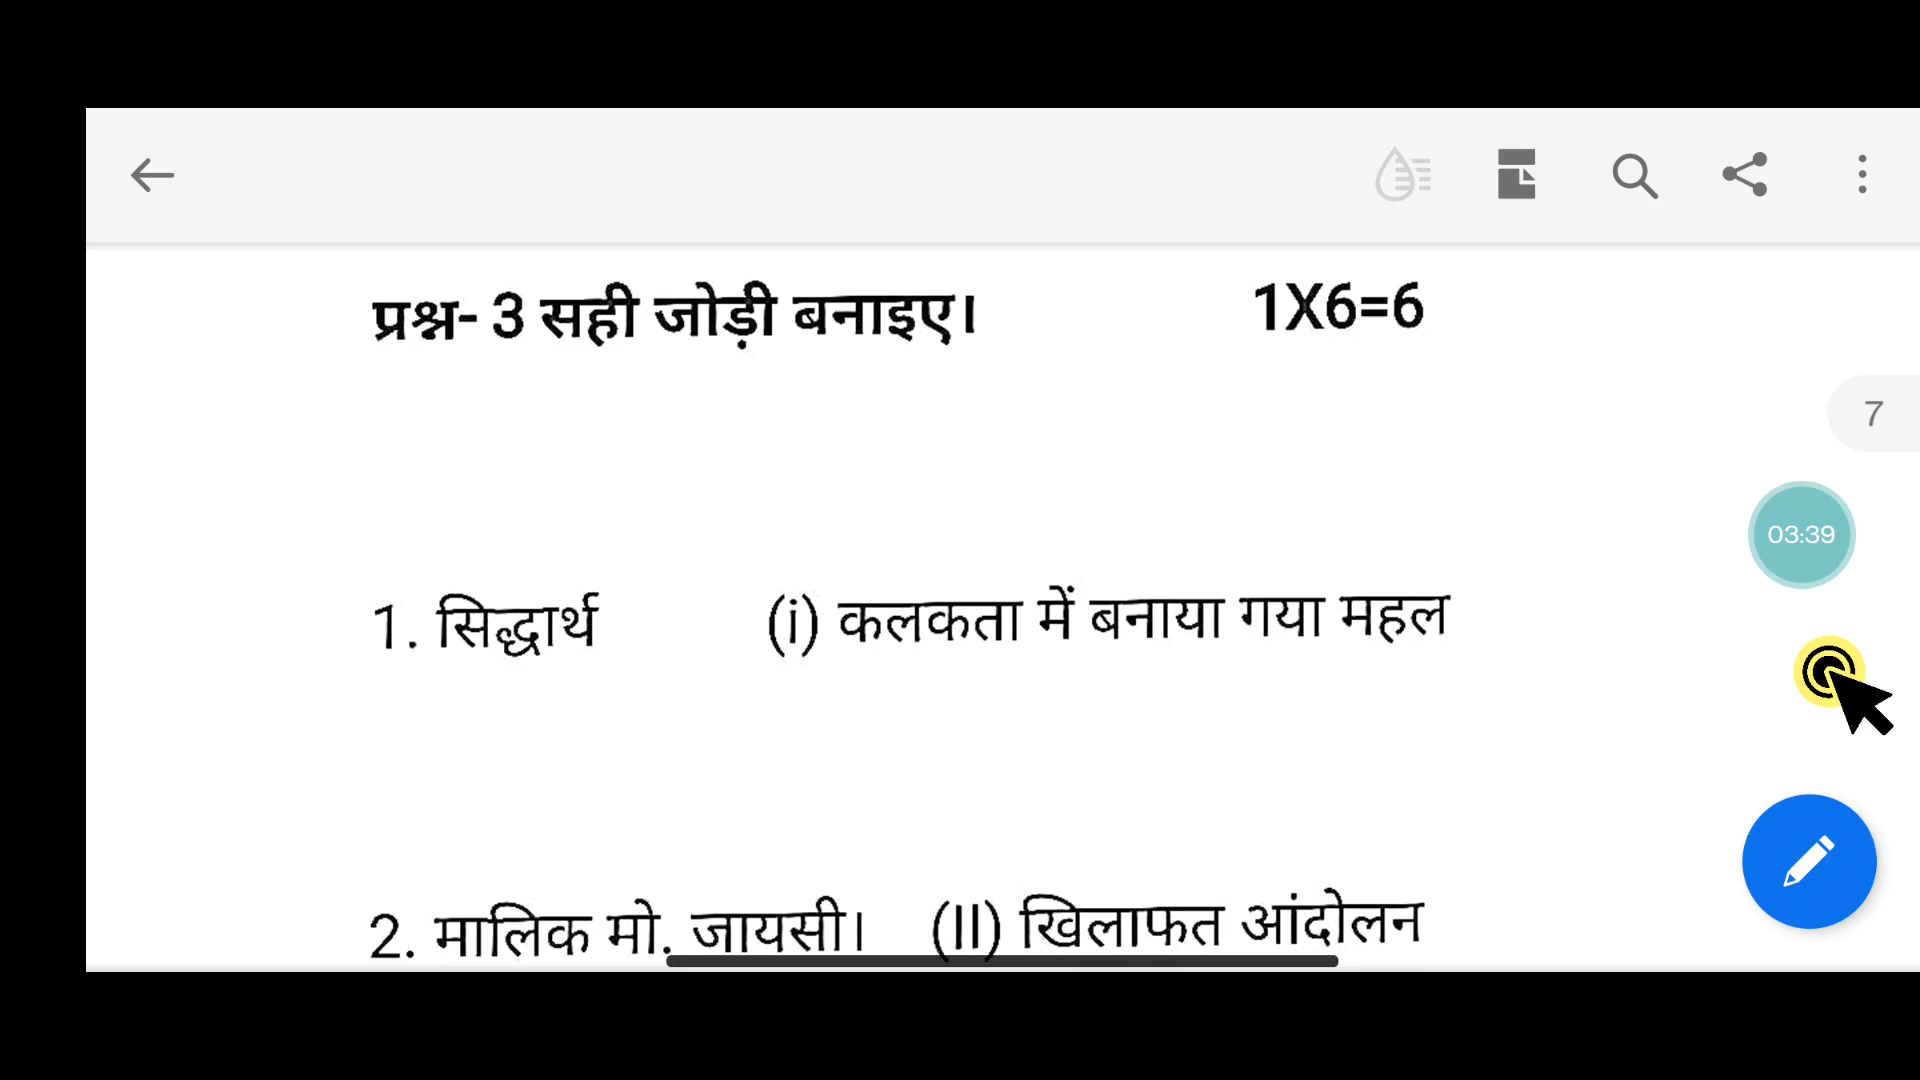 प्रश्न- 3 सही जोड़ी बनाइए। 1X6=6
7
03:39
1. सिद्धार्थ (i) कलकता में बनाया गया महल
2. मालिक मो. जायसी। (II) खिलाफत आंदोलन